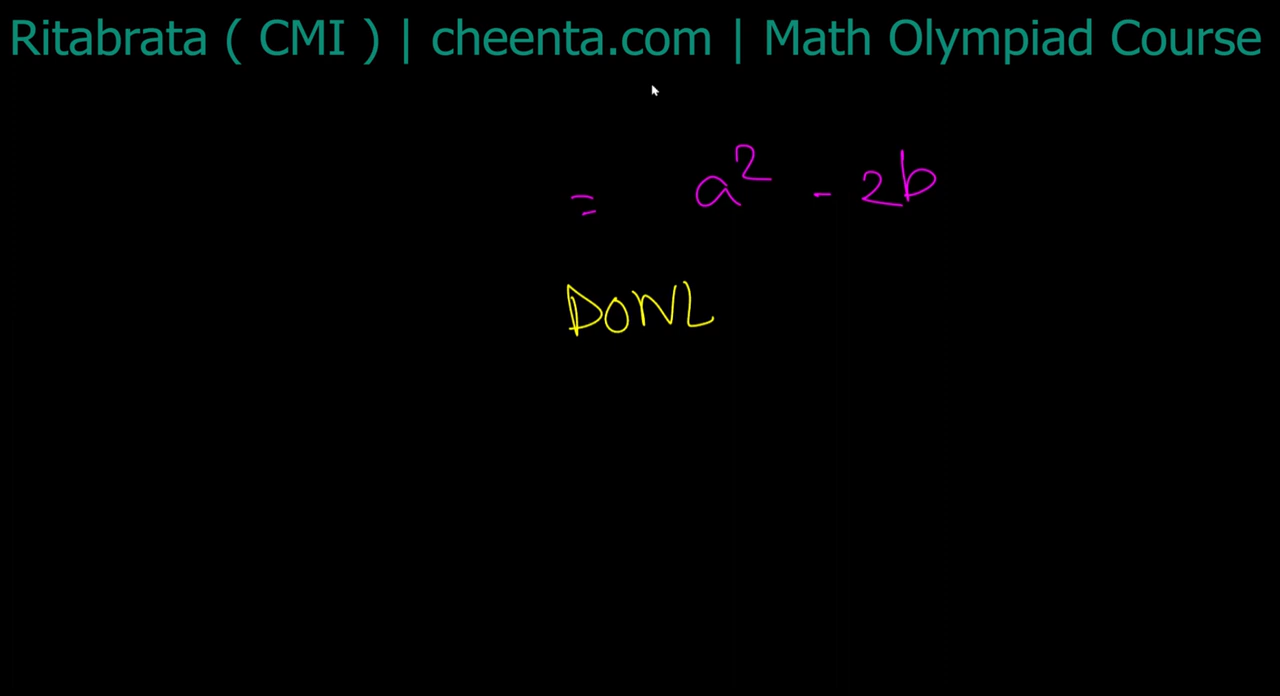 Ritabrata ( CMI ) | cheenta.com | Math Olympiad Course
= a² - 2b
DONE